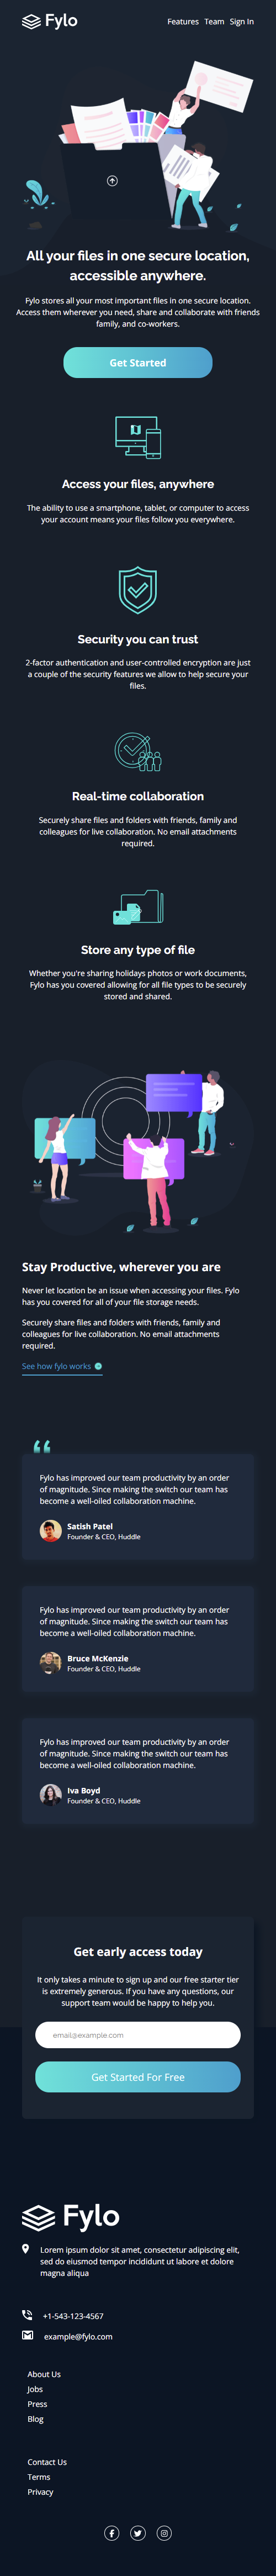 Fylo
Features Team Sign In
All your files in one secure location,
accessible anywhere.
Fylo stores all your most important files in one secure location.
Access them wherever you need, share and collaborate with friends
family, and co-workers.
Get Started
Access your files, anywhere
The ability to use a smartphone, tablet, or computer to access
your account means your files follow you everywhere.
Security you can trust
2-factor authentication and user-controlled encryption are just
a couple of the security features we allow to help secure your
files.
Real-time collaboration
Securely share files and folders with friends, family and
colleagues for live collaboration. No email attachments
required.
Store any type of file
Whether you're sharing holidays photos or work documents,
Fylo has you covered allowing for all file types to be securely
stored and shared.
Stay Productive, wherever you are
Never let location be an issue when accessing your files. Fylo
has you covered for all of your file storage needs.
Securely share files and folders with friends, family and
colleagues for live collaboration. No email attachments
required.
See how fylo works
“
Fylo has improved our team productivity by an order
of magnitude. Since making the switch our team has
become a well-oiled collaboration machine.
Satish Patel
Founder & CEO, Huddle
Fylo has improved our team productivity by an order
of magnitude. Since making the switch our team has
become a well-oiled collaboration machine.
Bruce McKenzie
Founder & CEO, Huddle
Fylo has improved our team productivity by an order
of magnitude. Since making the switch our team has
become a well-oiled collaboration machine.
Iva Boyd
Founder & CEO, Huddle
Get early access today
It only takes a minute to sign up and our free starter tier
is extremely generous. If you have any questions, our
support team would be happy to help you.
email@example.com
Get Started For Free
Fylo
Lorem ipsum dolor sit amet, consectetur adipiscing elit,
sed do eiusmod tempor incididunt ut labore et dolore
magna aliqua
+1-543-123-4567
example@fylo.com
About Us
Jobs
Press
Blog
Contact Us
Terms
Privacy